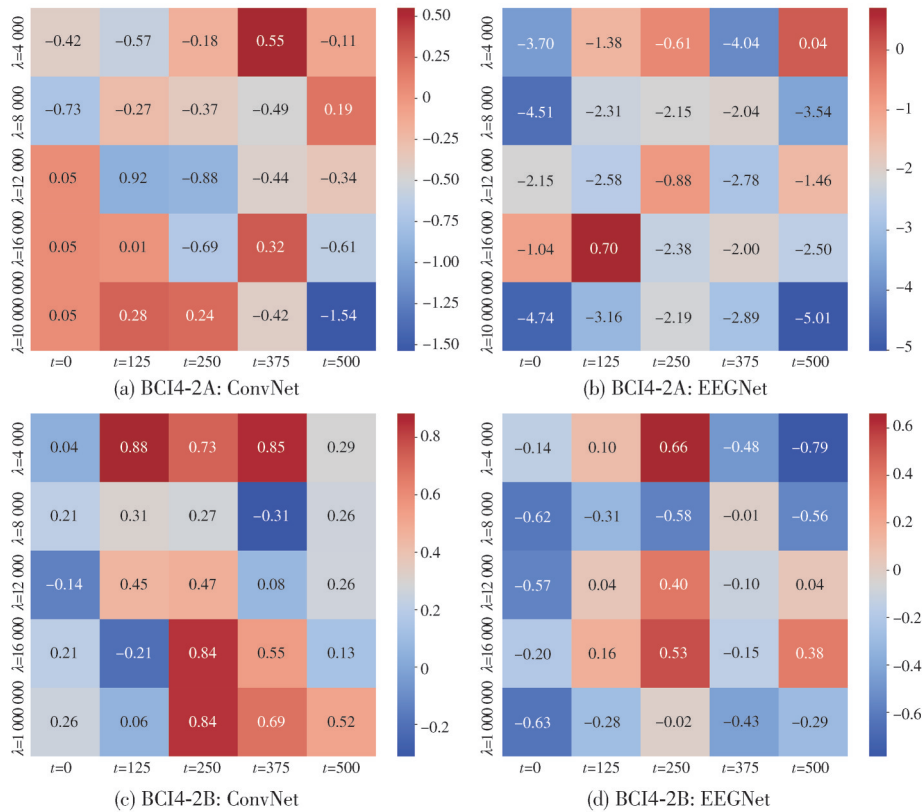 λ=4 000 −0.42 −0.57 −0.18 0.55 −0.11
λ=8 000 −0.73 −0.27 −0.37 −0.49 0.19
λ=12 000 0.05 0.92 −0.88 −0.44 −0.34
λ=16 000 0.05 0.01 −0.69 0.32 −0.61
λ=10 000 000 000 0.05 0.28 0.24 −0.42 −1.54
t=0 t=125 t=250 t=375 t=500
0.50
0.25
0
−0.25
−0.50
−0.75
−1.00
−1.25
−1.50
(a) BCI4-2A: ConvNet
λ=4 000 −3.70 −1.38 −0.61 −4.04 0.04
λ=8 000 −4.51 −2.31 −2.15 −2.04 −3.54
λ=12 000 −2.15 −2.58 −0.88 −2.78 −1.46
λ=16 000 −1.04 0.70 −2.38 −2.00 −2.50
λ=10 000 000 000 −4.74 −3.16 −2.19 −2.89 −5.01
t=0 t=125 t=250 t=375 t=500
0
−1
−2
−3
−4
−5
(b) BCI4-2A: EEGNet
λ=4 000 0.04 0.88 0.73 0.85 0.29
λ=8 000 0.21 0.31 0.27 −0.31 0.26
λ=12 000 −0.14 0.45 0.47 0.08 0.26
λ=16 000 0.21 −0.21 0.84 0.55 0.13
λ=1 000 000 000 0.26 0.06 0.84 0.69 0.52
t=0 t=125 t=250 t=375 t=500
0.8
0.6
0.4
0.2
0
−0.2
(c) BCI4-2B: ConvNet
λ=4 000 −0.14 0.10 0.66 −0.48 −0.79
λ=8 000 −0.62 −0.31 −0.58 −0.01 −0.56
λ=12 000 −0.57 0.04 0.40 −0.10 0.04
λ=16 000 −0.20 0.16 0.53 −0.15 0.38
λ=1 000 000 000 −0.63 −0.28 −0.02 −0.43 −0.29
t=0 t=125 t=250 t=375 t=500
0.6
0.4
0.2
0
−0.2
−0.4
−0.6
(d) BCI4-2B: EEGNet